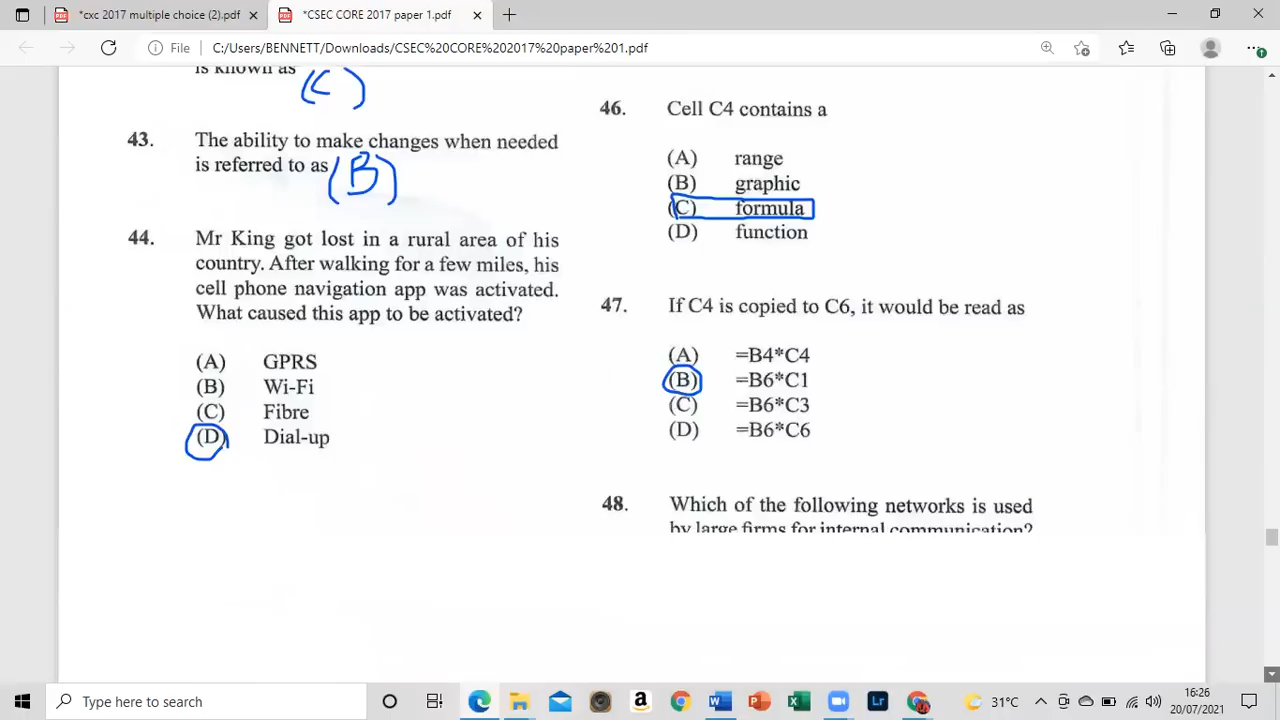 *cxc 2017 multiple choice (2).pdf
*CSEC CORE 2017 paper 1.pdf
File
C:/Users/BENNETT/Downloads/CSEC%20CORE%202017%20paper%201.pdf
is known as
(C)
43. The ability to make changes when needed
is referred to as (B)
44. Mr King got lost in a rural area of his
country. After walking for a few miles, his
cell phone navigation app was activated.
What caused this app to be activated?
(A) GPRS
(B) Wi-Fi
(C) Fibre
(D) Dial-up
46. Cell C4 contains a
(A) range
(B) graphic
(C) formula
(D) function
47. If C4 is copied to C6, it would be read as
(A) =B4*C4
(B) =B6*C1
(C) =B6*C3
(D) =B6*C6
48. Which of the following networks is used
by large firms for internal communication?
Type here to search
31°C
16:26
20/07/2021